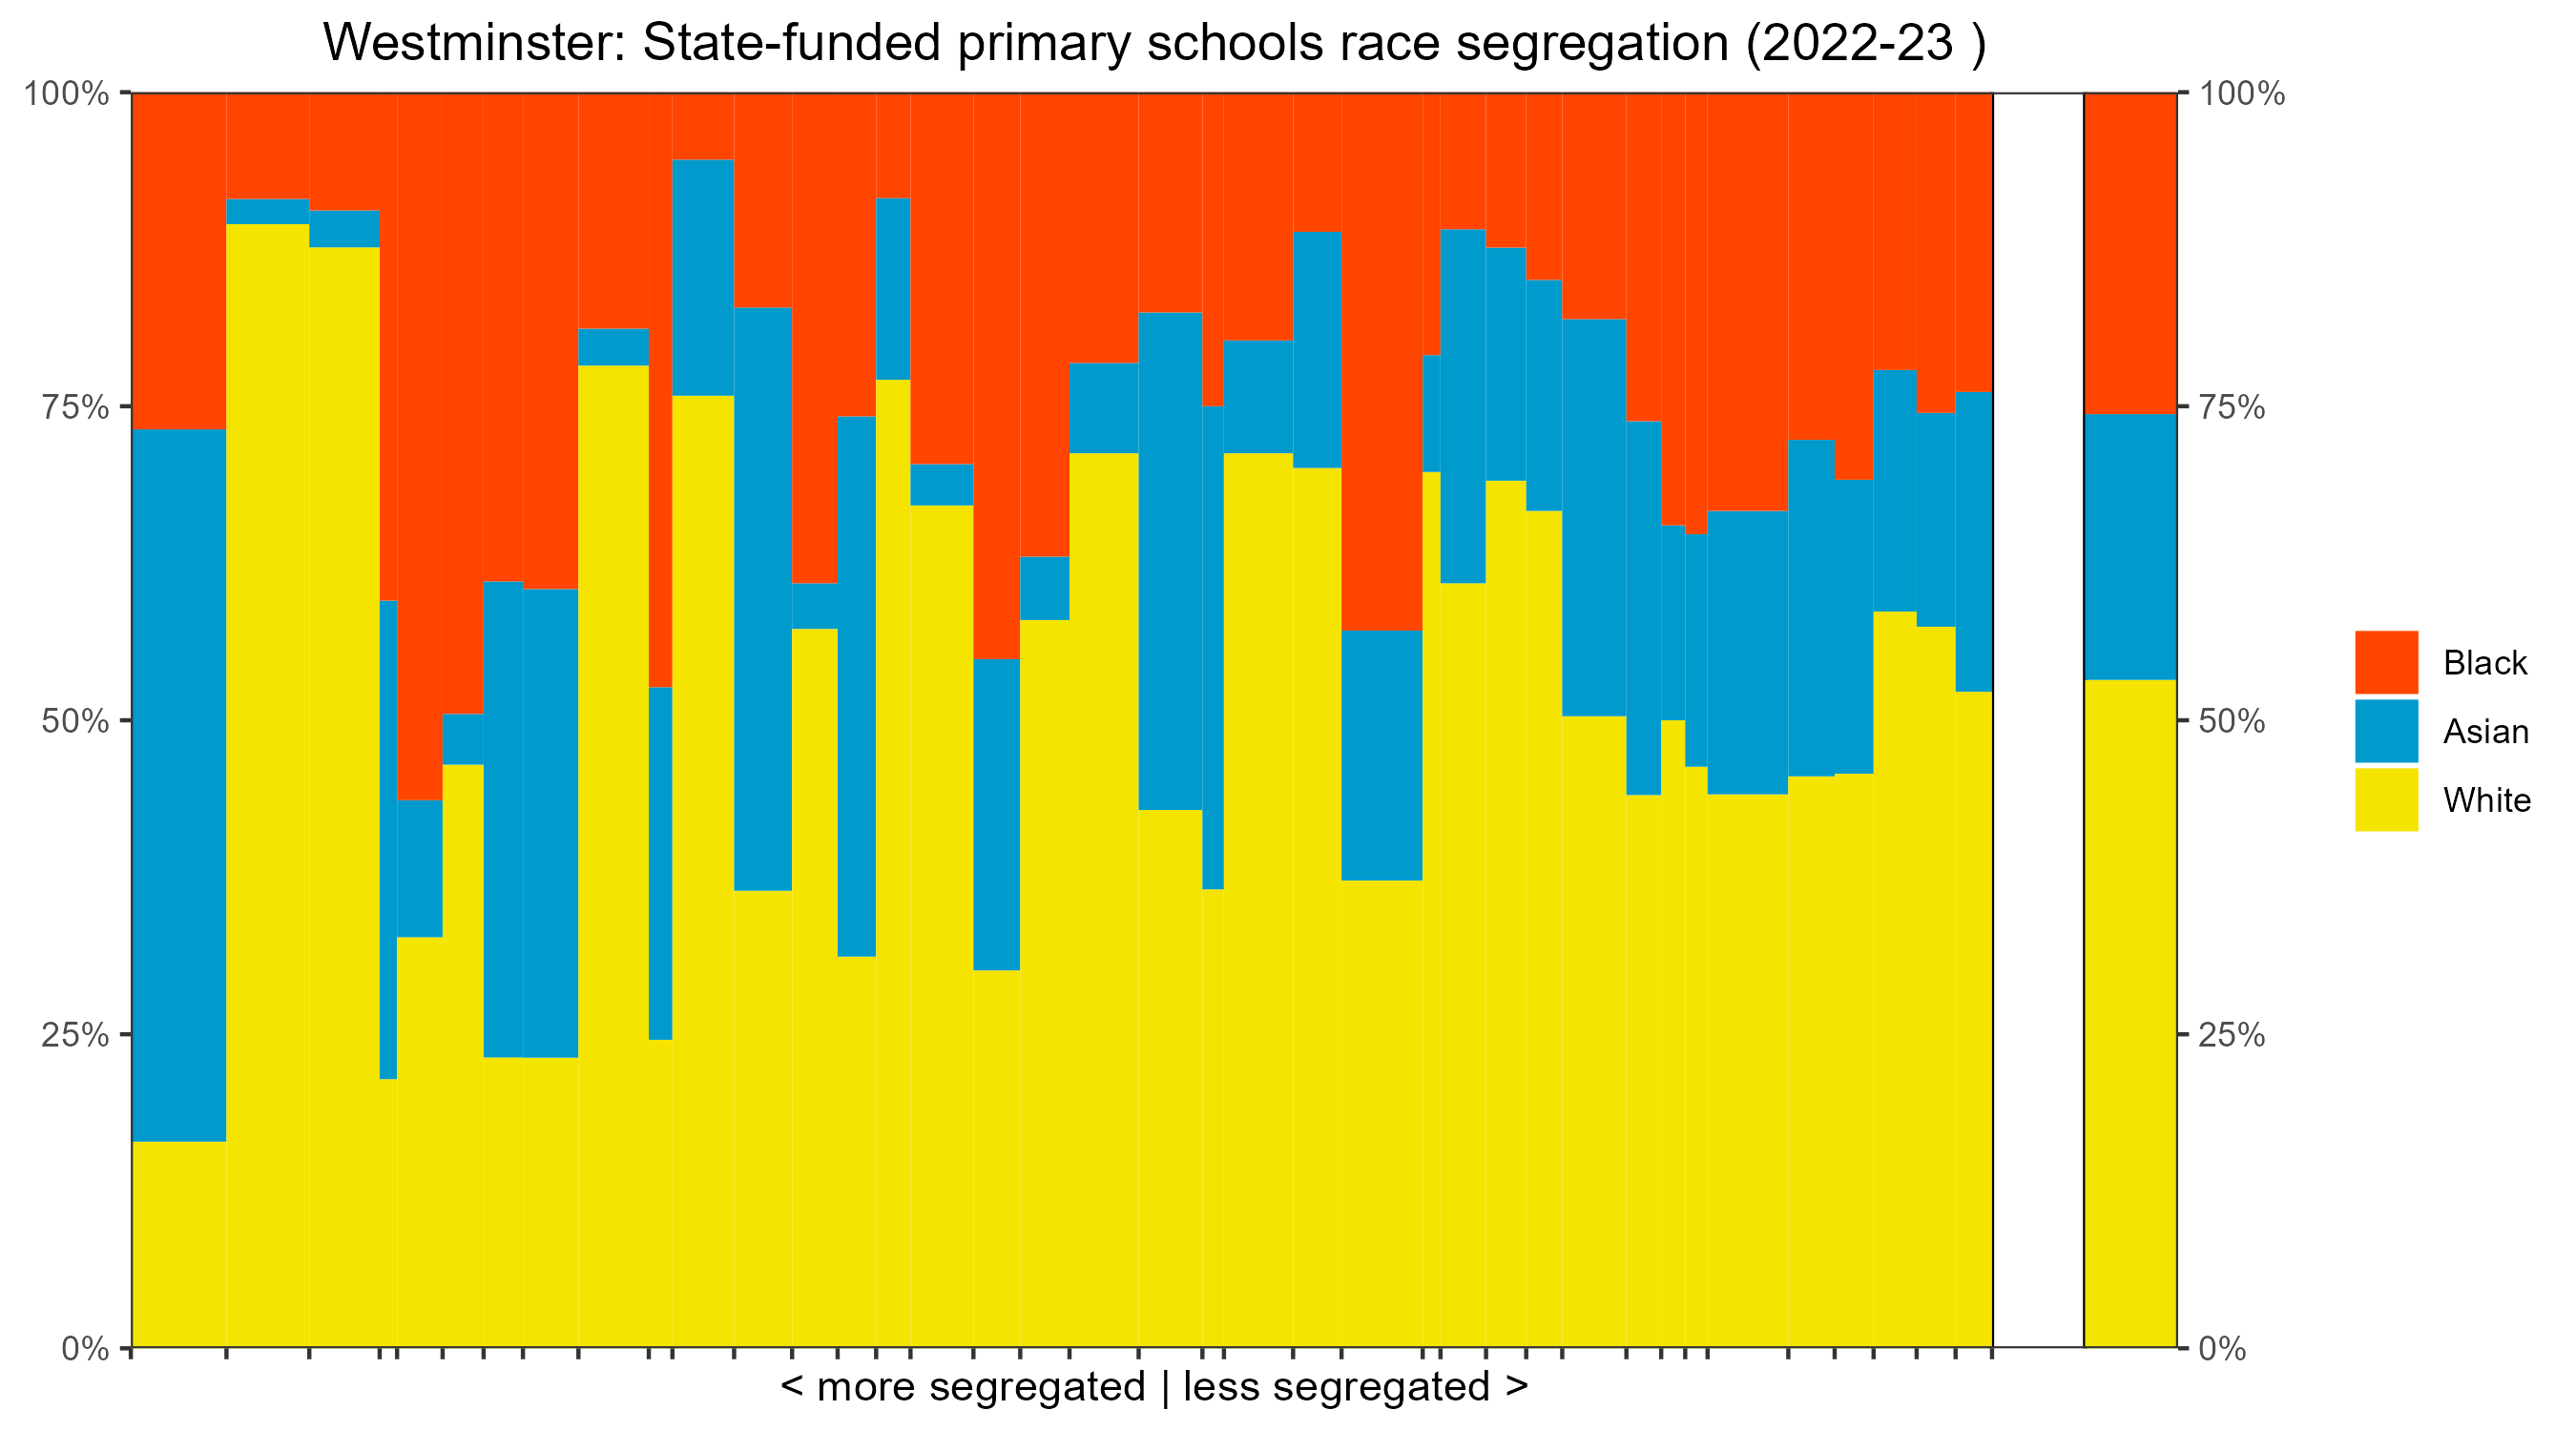 Westminster: State-funded primary schools race segregation (2022-23 )
100%
75%
50%
25%
0%
100%
75%
50%
25%
0%
Black
Asian
White
< more segregated | less segregated >